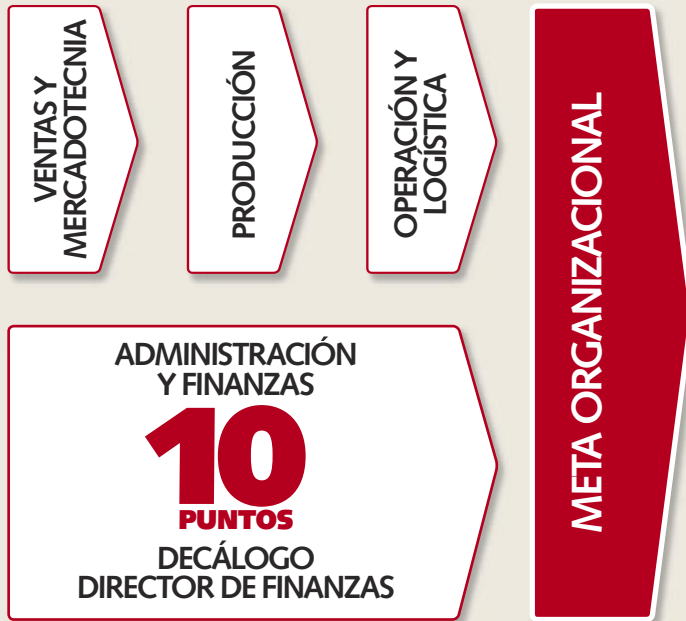 VENTAS Y
MERCADOTECNIA
PRODUCCIÓN
OPERACIÓN Y
LOGÍSTICA
META ORGANIZACIONAL
ADMINISTRACIÓN
Y FINANZAS
10
PUNTOS
DECÁLOGO
DIRECTOR DE FINANZAS